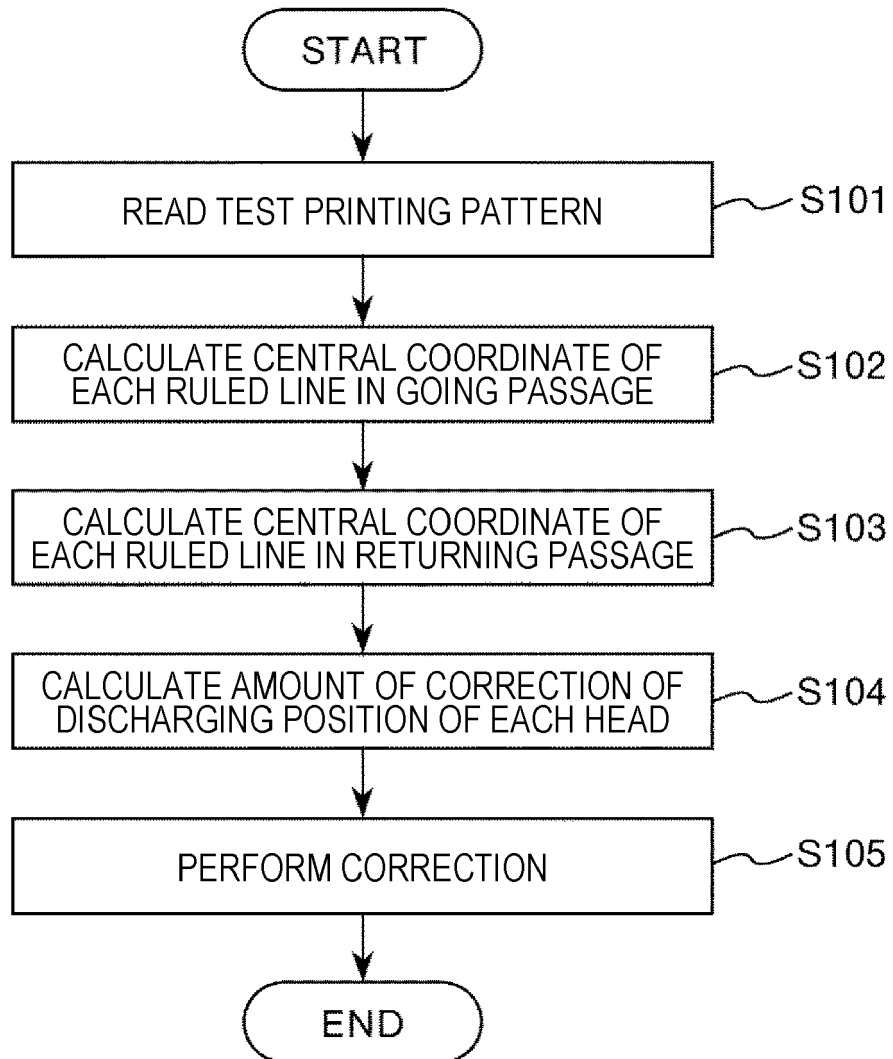 START
READ TEST PRINTING PATTERN
S101
CALCULATE CENTRAL COORDINATE OF
EACH RULED LINE IN GOING PASSAGE
S102
CALCULATE CENTRAL COORDINATE OF
EACH RULED LINE IN RETURNING PASSAGE
S103
CALCULATE AMOUNT OF CORRECTION OF
DISCHARGING POSITION OF EACH HEAD
S104
PERFORM CORRECTION
S105
END